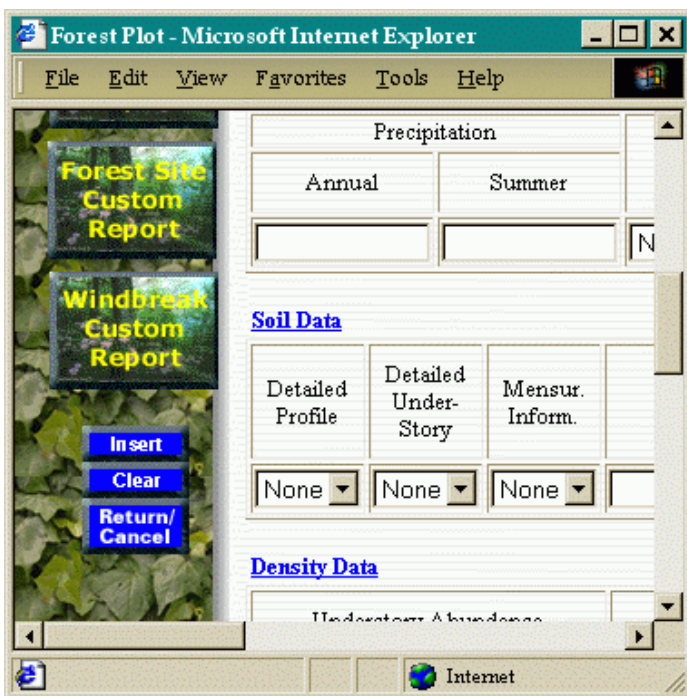 Forest Plot - Microsoft Internet Explorer
File Edit View Favorites Tools Help
Forest Site
Custom
Report
Windbreak
Custom
Report
Insert
Clear
Return/
Cancel
Precipitation
Annual Summer
N
Soil Data
Detailed
Profile
Detailed
Under-
Story
Mensur.
Inform.
None None None
Density Data
Understory Abundance
Internet